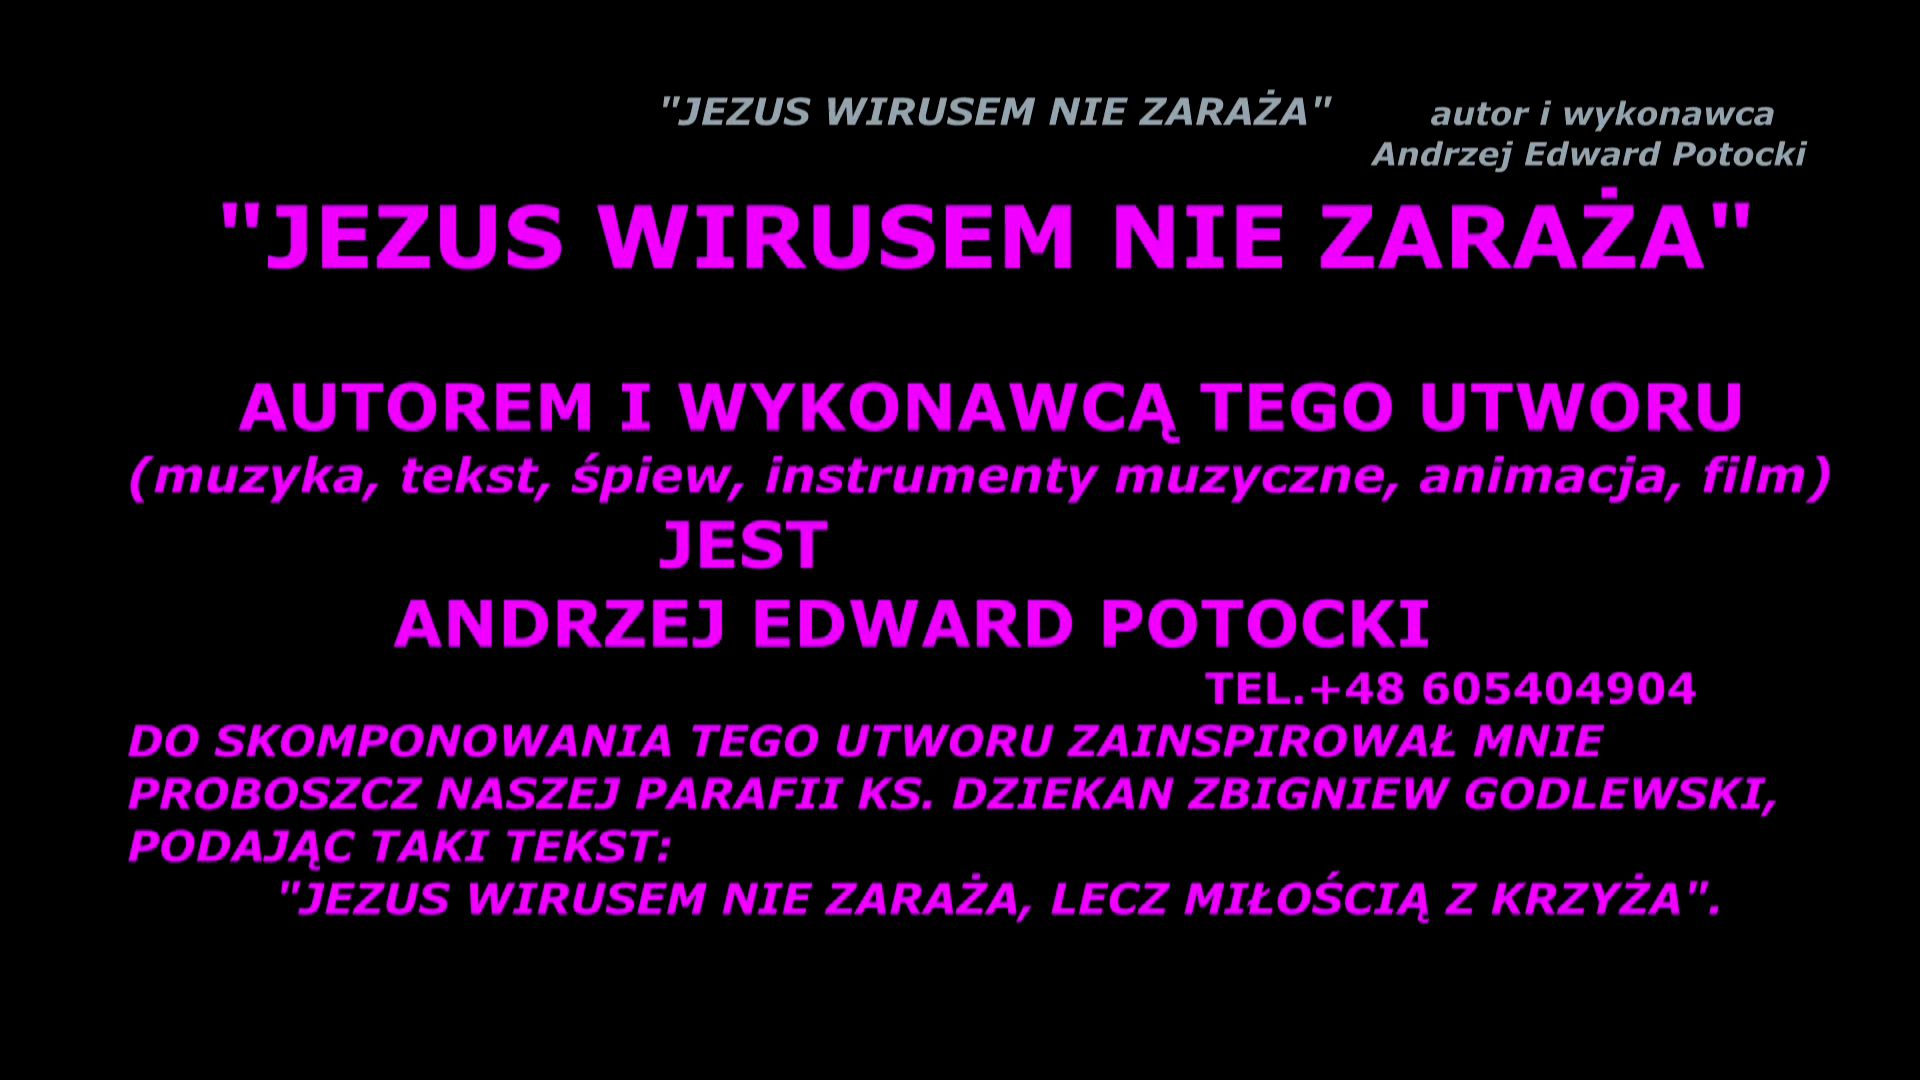 "JEZUS WIRUSEM NIE ZARAŻA"
autor i wykonawca
Andrzej Edward Potocki
"JEZUS WIRUSEM NIE ZARAŻA"
AUTOREM I WYKONAWCĄ TEGO UTWORU
(muzyka, tekst, śpiew, instrumenty muzyczne, animacja, film)
JEST
ANDRZEJ EDWARD POTOCKI
TEL.+48 605404904
DO SKOMPONOWANIA TEGO UTWORU ZAINSPIROWAŁ MNIE
PROBOSZCZ NASZEJ PARAFII KS. DZIEKAN ZBIGNIEW GODLEWSKI,
PODAJĄC TAKI TEKST:
"JEZUS WIRUSEM NIE ZARAŻA, LECZ MIŁOŚCIĄ Z KRZYŻA".